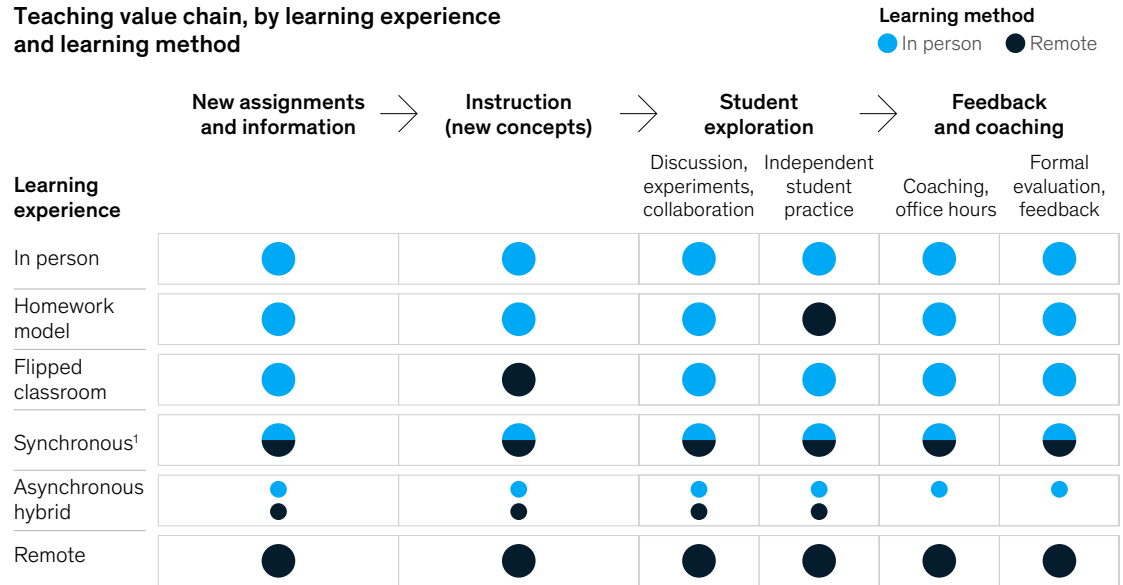 Teaching value chain, by learning experience
and learning method
Learning method
In person Remote
New assignments
and information
Instruction
(new concepts)
Student
exploration
Feedback
and coaching
Learning
experience
Discussion,
experiments,
collaboration
Independent
student
practice
Coaching,
office hours
Formal
evaluation,
feedback
In person
Homework
model
Flipped
classroom
Synchronous¹
Asynchronous
hybrid
Remote